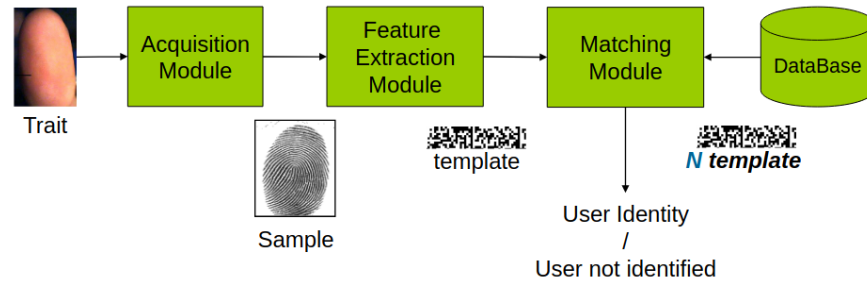 Trait
Acquisition
Module
Sample
Feature
Extraction
Module
template
Matching
Module
DataBase
N template
User Identity
/
User not identified